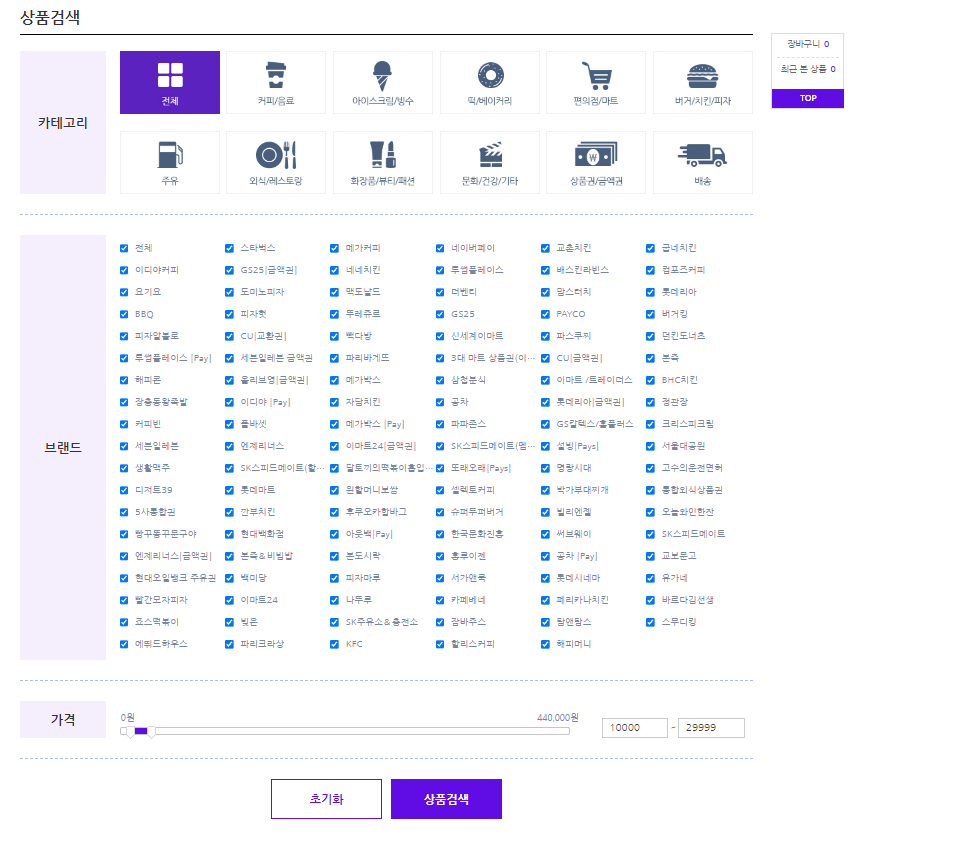 상품검색
장바구니 0
최근 본 상품 0
TOP
카테고리
전체 커피/음료 아이스크림/빙수 떡/베이커리 편의점/마트 버거/치킨/피자
주유 외식/레스토랑 화장품/뷰티/패션 문화/건강/기타 상품권/금액권 배송
브랜드
전체 스타벅스 메가커피 네이버페이 교촌치킨 굽네치킨
이디야커피 GS25[금액권] 네네치킨 투썸플레이스 배스킨라빈스 컴포즈커피
요기요 도미노피자 맥도날드 더벤티 맘스터치 롯데리아
BBQ 피자헛 뚜레쥬르 GS25 PAYCO 버거킹
피자알볼로 CU[교환권] 빽다방 신세계이마트 파스쿠찌 던킨도너츠
투썸플레이스 [Pay] 세븐일레븐 금액권 파리바게뜨 3대 마트 상품권(이··· CU[금액권] 본죽
해피콘 올리브영[금액권] 메가박스 삼첩분식 이마트 /트레이더스 BHC치킨
장충동왕족발 이디야 [Pay] 자담치킨 공차 롯데리아[금액권] 정관장
커피빈 폴바셋 메가박스 [Pay] 파파존스 GS칼텍스/홈플러스 크리스피크림
세븐일레븐 엔제리너스 이마트24[금액권] SK스피드메이트(멤··· 설빙[Pays] 서울대공원
생활맥주 SK스피드메이트(할··· 달토끼의떡볶이흡입··· 또래오래[Pays] 명랑시대 고수의운전면허
디저트39 롯데마트 원할머니보쌈 셀렉토커피 박가부대찌개 통합외식상품권
5사통합권 깐부치킨 후쿠오카함바그 슈퍼두퍼버거 빌리엔젤 오늘와인한잔
땅꾸똥꾸문구야 현대백화점 아웃백[Pay] 한국문화진흥 써브웨이 SK스피드메이트
엔제리너스[금액권] 본죽&비빔밥 본도시락 홍루이젠 공차 [Pay] 교보문고
현대오일뱅크 주유권 백미당 피자마루 서가앤쿡 롯데시네마 유가네
빨간모자피자 이마트24 나뚜루 카페베네 페리카나치킨 바르다김선생
죠스떡볶이 빚은 SK주유소&충전소 잠바주스 탐앤탐스 스무디킹
에뛰드하우스 파리크라상 KFC 할리스커피 해피머니
가격
0원 440,000원
10000 ~ 29999
초기화 상품검색